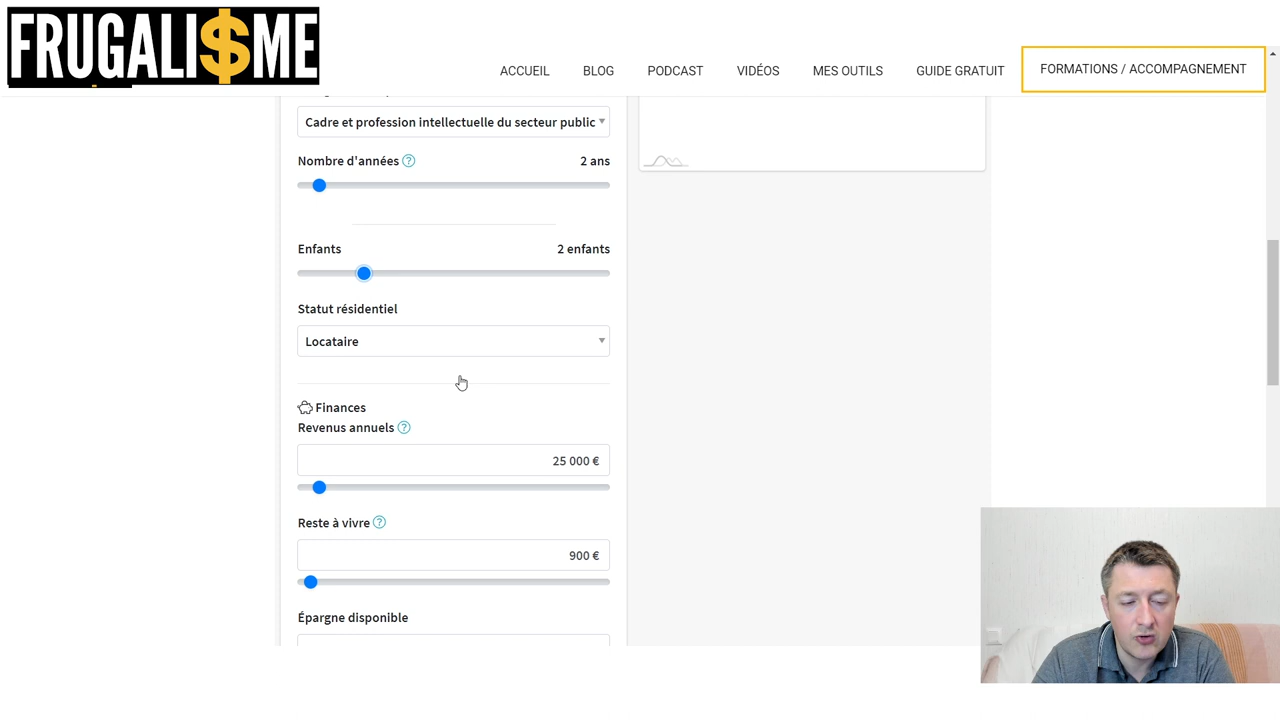 FRUGALI$ME
ACCUEIL
BLOG
PODCAST
VIDÉOS
MES OUTILS
GUIDE GRATUIT
FORMATIONS / ACCOMPAGNEMENT
Cadre et profession intellectuelle du secteur public
Nombre d'années ?
2 ans
Enfants
2 enfants
Statut résidentiel
Locataire
Finances
Revenus annuels ?
25 000 €
Reste à vivre ?
900 €
Épargne disponible